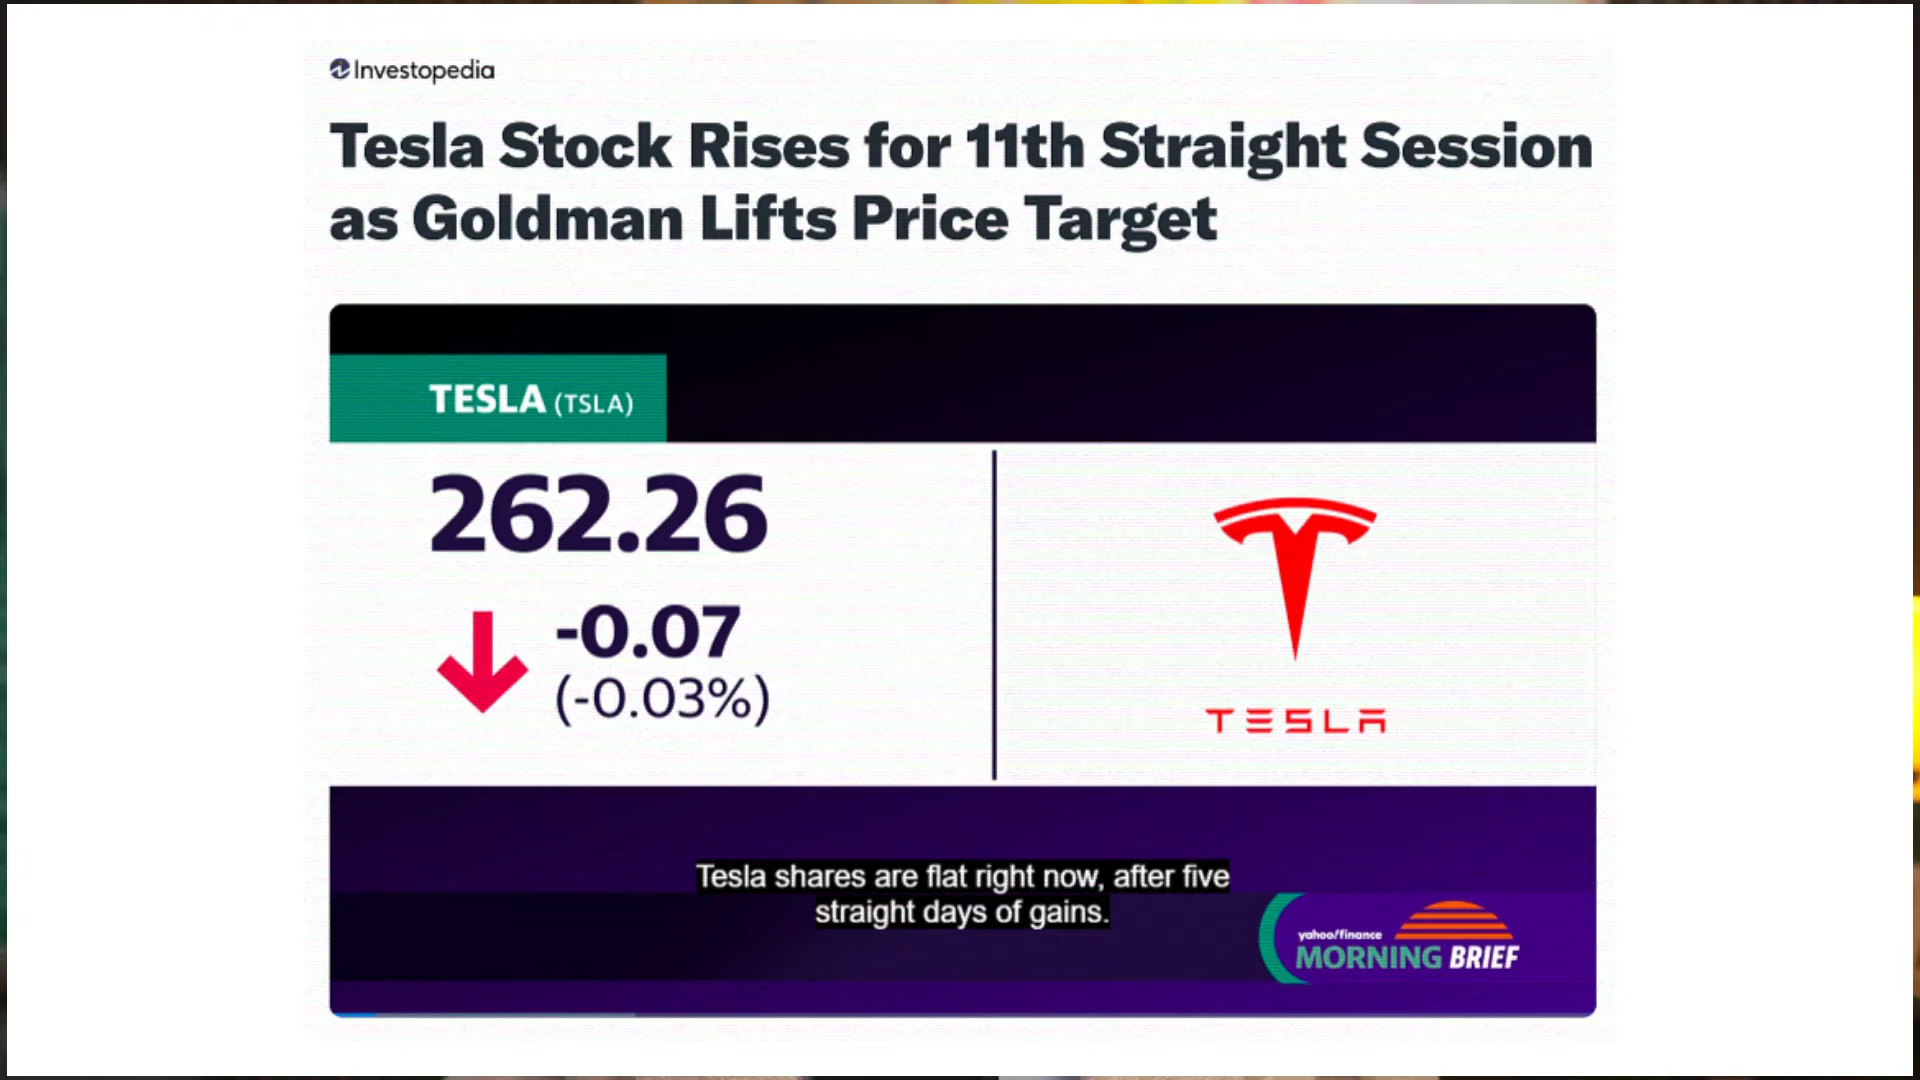 Investopedia
Tesla Stock Rises for 11th Straight Session
as Goldman Lifts Price Target
TESLA (TSLA)
262.26
-0.07
(-0.03%)
TESLA
Tesla shares are flat right now, after five
straight days of gains.
yahoo!finance
MORNING BRIEF